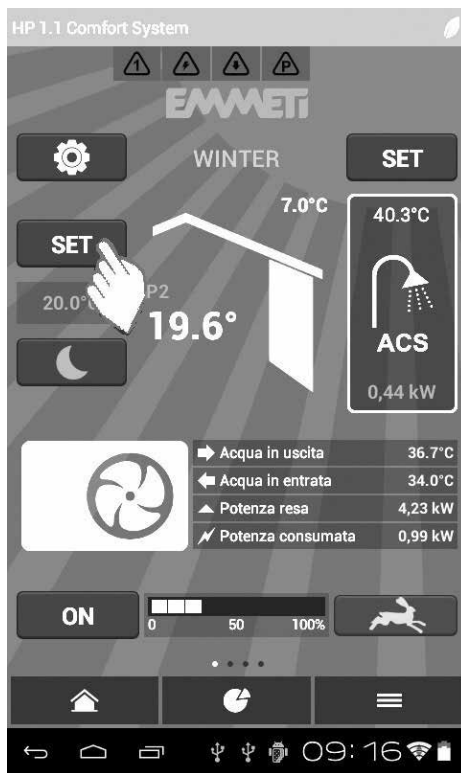 HP 1.1 Comfort System
1 P
EMMETI
WINTER
SET
7.0°C
40.3°C
SET
20.0°
P2
19.6°
ACS
0,44 kW
Acqua in uscita 36.7°C
Acqua in entrata 34.0°C
Potenza resa 4,23 kW
Potenza consumata 0,99 kW
ON
0 50 100%
09:16